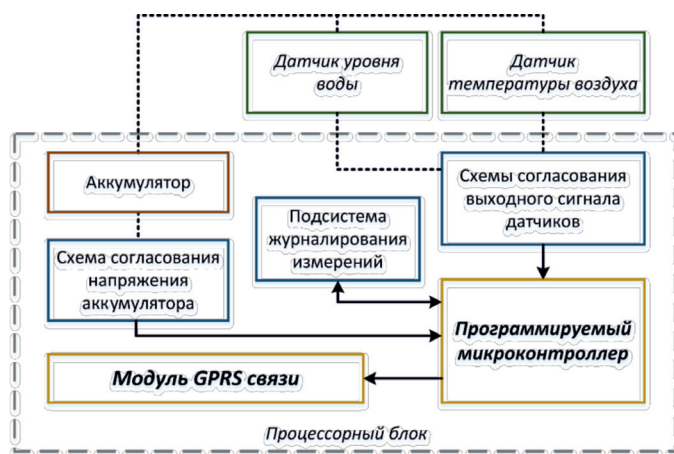 Датчик уровня
воды
Датчик
температуры воздуха
Аккумулятор
Схемы согласования
выходного сигнала
датчиков
Подсистема
журналирования
измерений
Схема согласования
напряжения
аккумулятора
Программируемый
микроконтроллер
Модуль GPRS связи
Процессорный блок